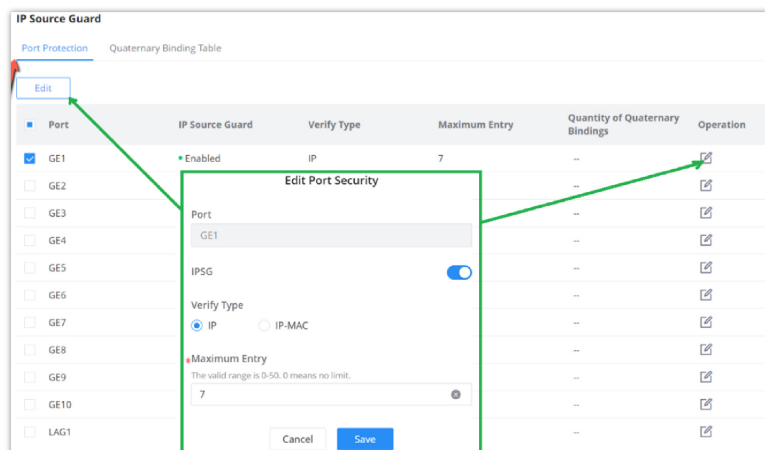 IP Source Guard
Port Protection Quaternary Binding Table
Edit
Port IP Source Guard Verify Type Maximum Entry Quantity of Quaternary Bindings Operation
GE1 Enabled IP 7 --
Edit Port Security
GE2 --
Port
GE3 --
GE1
GE4 --
IPSG
GE5 --
GE6 --
Verify Type
IP IP-MAC
GE7 --
GE8 --
*Maximum Entry
The valid range is 0-50. 0 means no limit.
GE9 --
7
GE10 --
LAG1 --
Cancel Save